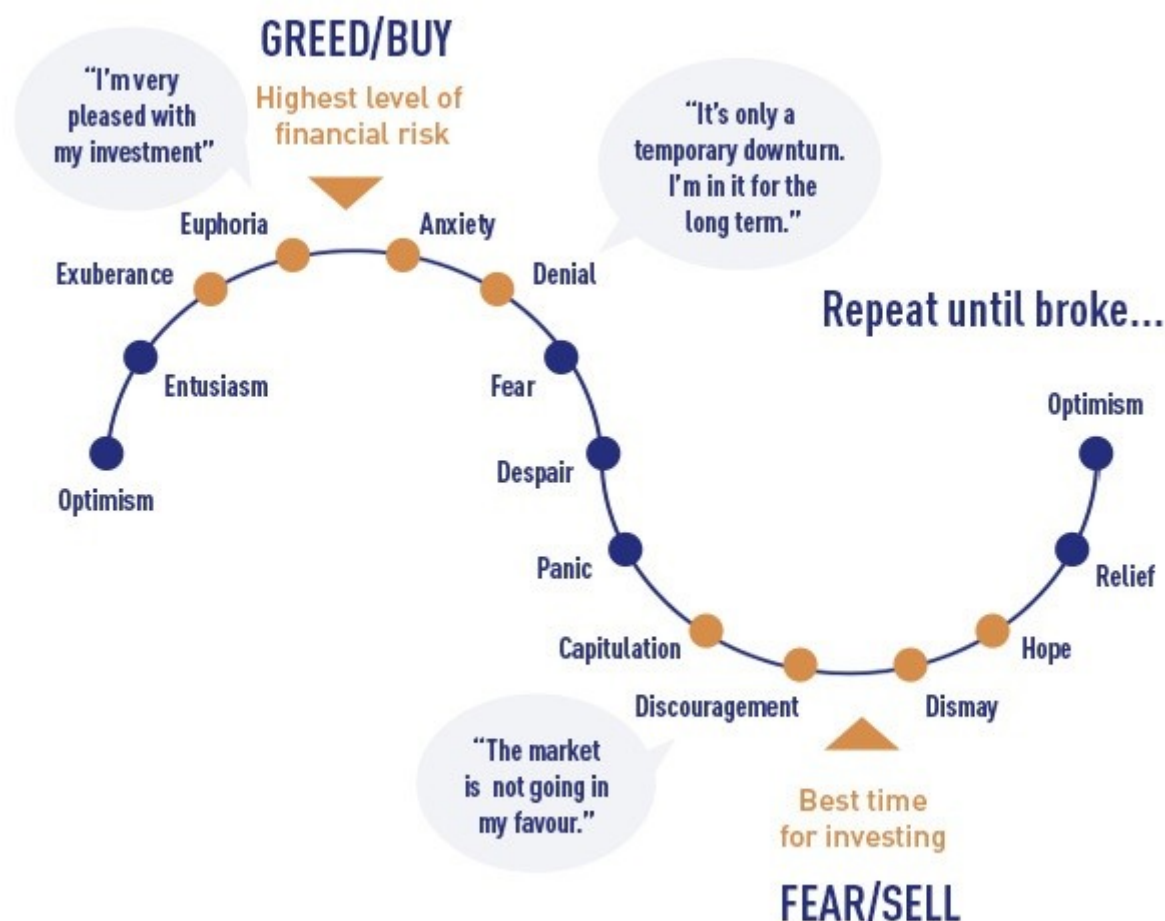 GREED/BUY
“I’m very
pleased with
my investment”
Highest level of
financial risk
“It’s only a
temporary downturn.
I’m in it for the
long term.”
Euphoria
Anxiety
Exuberance
Denial
Repeat until broke...
Entusiasm
Fear
Optimism
Optimism
Despair
Panic
Relief
Capitulation
Hope
Discouragement
Dismay
“The market
is not going in
my favour.”
Best time
for investing
FEAR/SELL